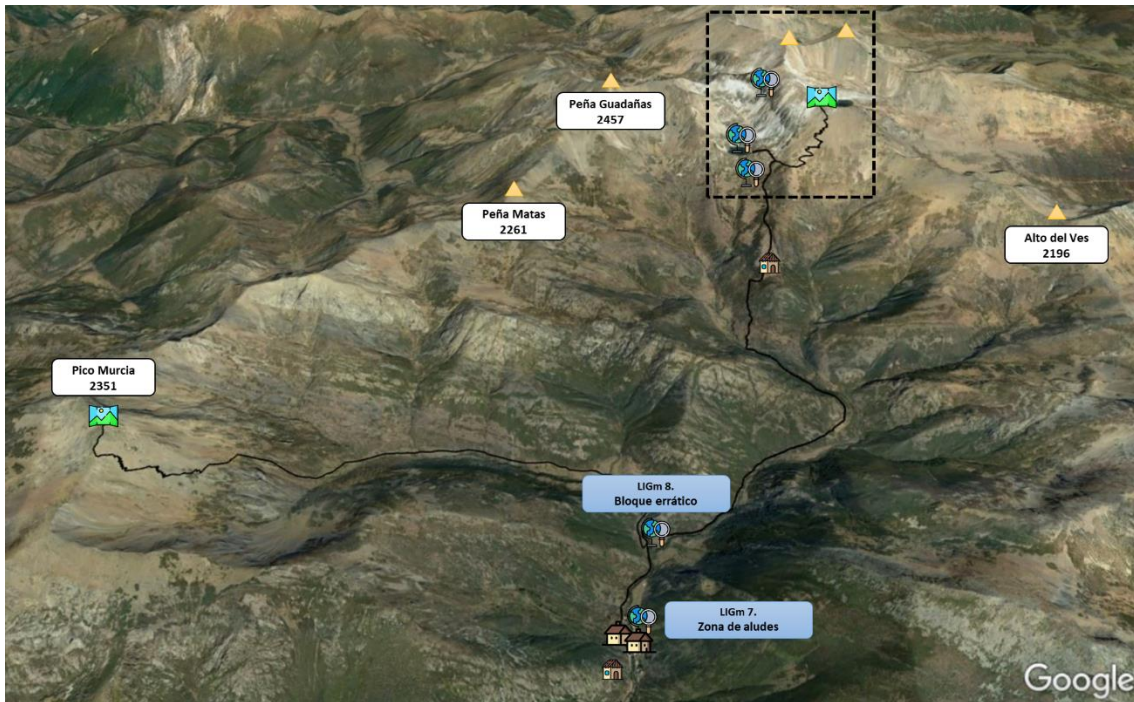 Peña Guadañas
2457
Peña Matas
2261
Alto del Ves
2196
Pico Murcia
2351
LIGm 8.
Bloque errático
LIGm 7.
Zona de aludes
Google